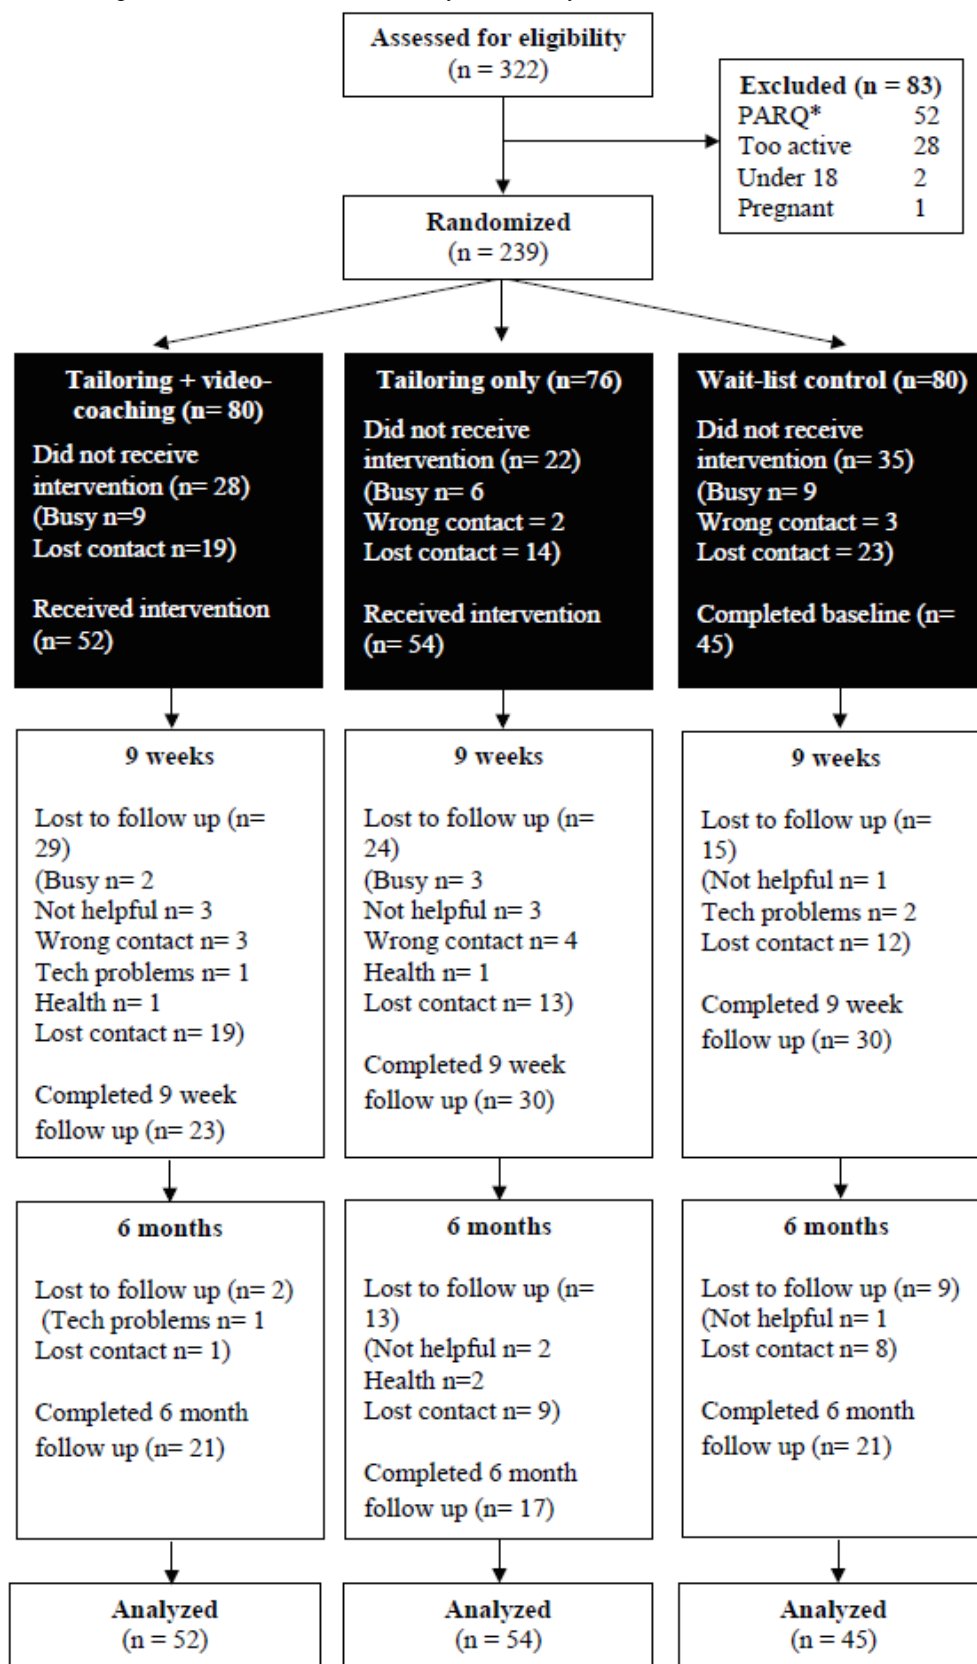 Assessed for eligibility
(n = 322)
Excluded (n = 83)
PARQ* 52
Too active 28
Under 18 2
Pregnant 1
Randomized
(n = 239)
Tailoring + video-
coaching (n= 80)
Did not receive
intervention (n= 28)
(Busy n=9
Lost contact n=19)
Received intervention
(n= 52)
Tailoring only (n=76)
Did not receive
intervention (n= 22)
(Busy n= 6
Wrong contact = 2
Lost contact = 14)
Received intervention
(n= 54)
Wait-list control (n=80)
Did not receive
intervention (n= 35)
(Busy n= 9
Wrong contact = 3
Lost contact = 23)
Completed baseline (n=
45)
9 weeks
Lost to follow up (n=
29)
(Busy n= 2
Not helpful n= 3
Wrong contact n= 3
Tech problems n= 1
Health n= 1
Lost contact n= 19)
Completed 9 week
follow up (n= 23)
9 weeks
Lost to follow up (n=
24)
(Busy n= 3
Not helpful n= 3
Wrong contact n= 4
Health n= 1
Lost contact n= 13)
Completed 9 week
follow up (n= 30)
9 weeks
Lost to follow up (n=
15)
(Not helpful n= 1
Tech problems n= 2
Lost contact n= 12)
Completed 9 week
follow up (n= 30)
6 months
Lost to follow up (n= 2)
(Tech problems n= 1
Lost contact n= 1)
Completed 6 month
follow up (n= 21)
6 months
Lost to follow up (n=
13)
(Not helpful n= 2
Health n=2
Lost contact n= 9)
Completed 6 month
follow up (n= 17)
6 months
Lost to follow up (n= 9)
(Not helpful n= 1
Lost contact n= 8)
Completed 6 month
follow up (n= 21)
Analyzed
(n = 52)
Analyzed
(n = 54)
Analyzed
(n = 45)